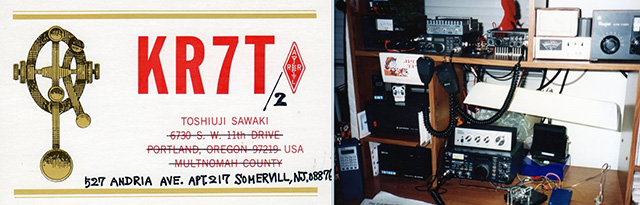 KR7T
/2
ARRL
TOSHIUJI SAWAKI
6730 S. W. 11th DRIVE
PORTLAND, OREGON 97219 USA
MULTNOMAH COUNTY
527 ANDRIA AVE. APT. 217 SOMERVILL, NJ. 08876